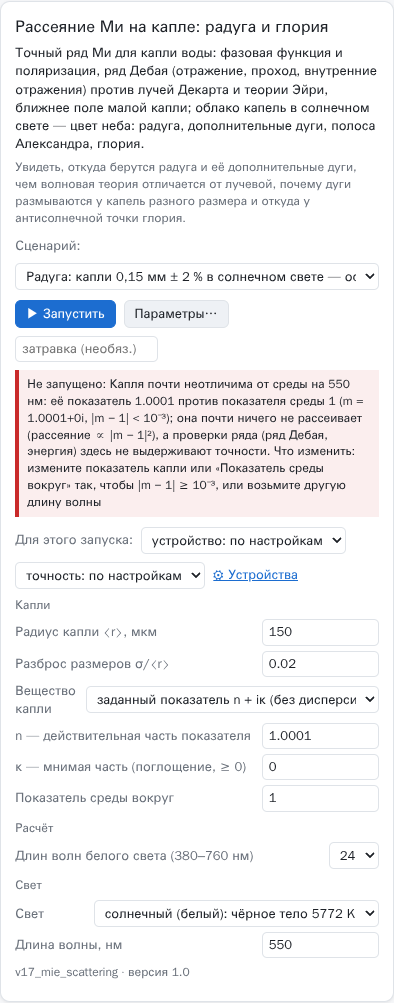 Рассеяние Ми на капле: радуга и глория
Точный ряд Ми для капли воды: фазовая функция и
поляризация, ряд Дебая (отражение, проход, внутренние
отражения) против лучей Декарта и теории Эйри,
ближнее поле малой капли; облако капель в солнечном
свете — цвет неба: радуга, дополнительные дуги, полоса
Александра, глория.
Увидеть, откуда берутся радуга и её дополнительные дуги,
чем волновая теория отличается от лучевой, почему дуги
размываются у капель разного размера и откуда у
антисолнечной точки глория.
Сценарий:
Радуга: капли 0,15 мм ± 2 % в солнечном свете — ос
▶ Запустить Параметры…
затравка (необяз.)
Не запущено: Капля почти неотличима от среды на 550
нм: её показатель 1.0001 против показателя среды 1 (m =
1.0001+0i, |m − 1| < 10⁻³); она почти ничего не рассеивает
(рассеяние ∝ |m − 1|²), а проверки ряда (ряд Дебая,
энергия) здесь не выдерживают точности. Что изменить:
измените показатель капли или «Показатель среды
вокруг» так, чтобы |m − 1| ≥ 10⁻³, или возьмите другую
длину волны
Для этого запуска: устройство: по настройкам
точность: по настройкам ⚙ Устройства
Капли
Радиус капли ⟨r⟩, мкм 150
Разброс размеров σ/⟨r⟩ 0.02
Вещество
капли заданный показатель n + iκ (без дисперси
n — действительная часть показателя 1.0001
κ — мнимая часть (поглощение, ≥ 0) 0
Показатель среды вокруг 1
Расчёт
Длин волн белого света (380–760 нм) 24
Свет
Свет солнечный (белый): чёрное тело 5772 K
Длина волны, нм 550
v17_mie_scattering · версия 1.0